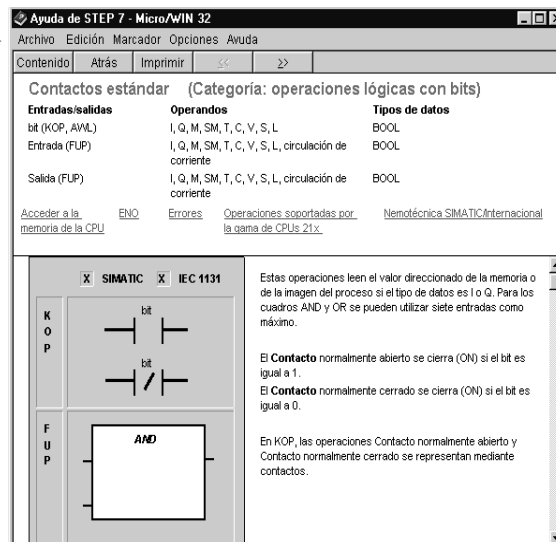 Ayuda de STEP 7 - Micro/WIN 32
Archivo Edición Marcador Opciones Avuda
Contenido Atrás Imprimir << >>
Contactos estándar (Categoría: operaciones lógicas con bits)
Entradas/salidas Operandos Tipos de datos
bit (KOP, AWL) I, Q, M, SM, T, C, V, S, L BOOL
Entrada (FUP) I, Q, M, SM, T, C, V, S, L, circulación de BOOL
corriente
Salida (FUP) I, Q, M, SM, T, C, V, S, L, circulación de BOOL
corriente
Acceder a la ENO Errores Operaciones soportadas por Nemotécnica SIMATIC/Internacional
memoria de la CPU la gama de CPUs 21x
X SIMATIC X IEC 1131
K
O
P
bit
bit
F
U
P
AND
Estas operaciones leen el valor direccionado de la memoria o
de la imagen del proceso si el tipo de datos es I o Q. Para los
cuadros AND y OR se pueden utilizar siete entradas como
máximo.
El Contacto normalmente abierto se cierra (ON) si el bit es
igual a 1.
El Contacto normalmente cerrado se cierra (ON) si el bit es
igual a 0.
En KOP, las operaciones Contacto normalmente abierto y
Contacto normalmente cerrado se representan mediante
contactos.